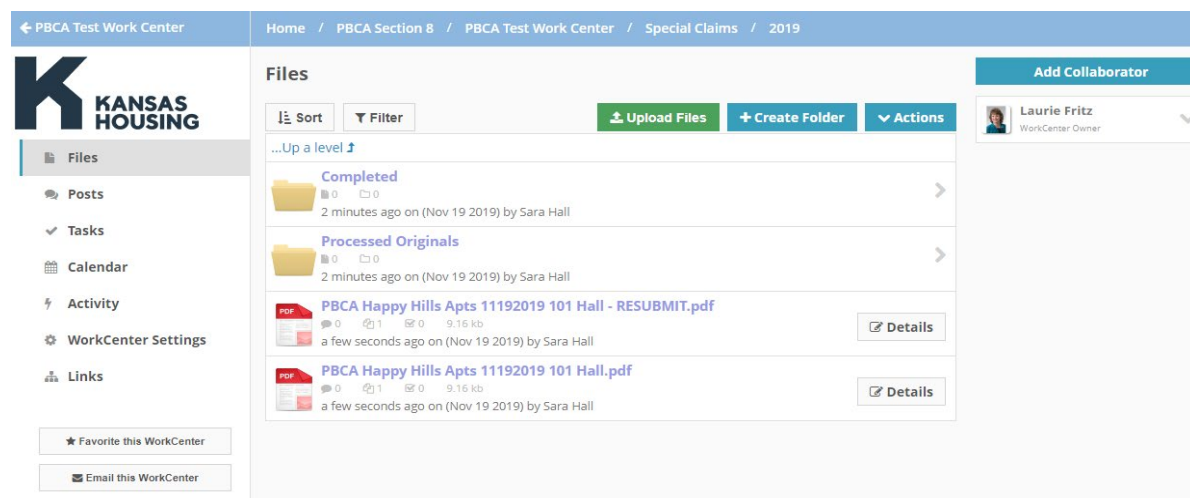 PBCA Test Work Center
Home / PBCA Section 8 / PBCA Test Work Center / Special Claims / 2019
KANSAS
HOUSING
Files
Posts
Tasks
Calendar
Activity
WorkCenter Settings
Links
Favorite this WorkCenter
Email this WorkCenter
Files
Sort Filter Upload Files + Create Folder Actions
...Up a level
Completed
0 0
2 minutes ago on (Nov 19 2019) by Sara Hall
Processed Originals
0 0
2 minutes ago on (Nov 19 2019) by Sara Hall
PDF
PBCA Happy Hills Apts 11192019 101 Hall - RESUBMIT.pdf
0 1 0 9.16 kb
a few seconds ago on (Nov 19 2019) by Sara Hall
Details
PDF
PBCA Happy Hills Apts 11192019 101 Hall.pdf
0 1 0 9.16 kb
a few seconds ago on (Nov 19 2019) by Sara Hall
Details
Add Collaborator
Laurie Fritz
WorkCenter Owner